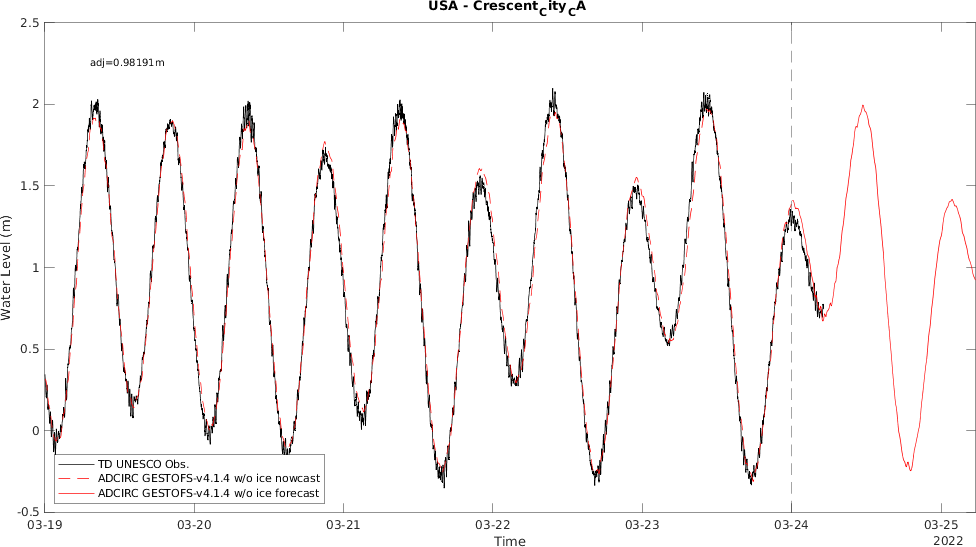 USA - CrescentCityCA
adj=0.98191m
2.5
2
1.5
1
0.5
0
-0.5
Water Level (m)
TD UNESCO Obs.
ADCIRC GESTOFS-v4.1.4 w/o ice nowcast
ADCIRC GESTOFS-v4.1.4 w/o ice forecast
03-19 03-20 03-21 03-22 03-23 03-24 03-25
Time 2022